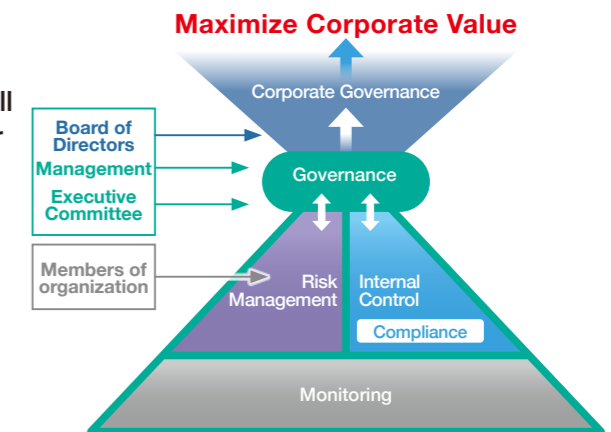 Maximize Corporate Value
Corporate Governance
ll
Board of
Directors
Management
Executive
Committee
Governance
Members of
organization
Risk
Management
Internal
Control
Compliance
Monitoring